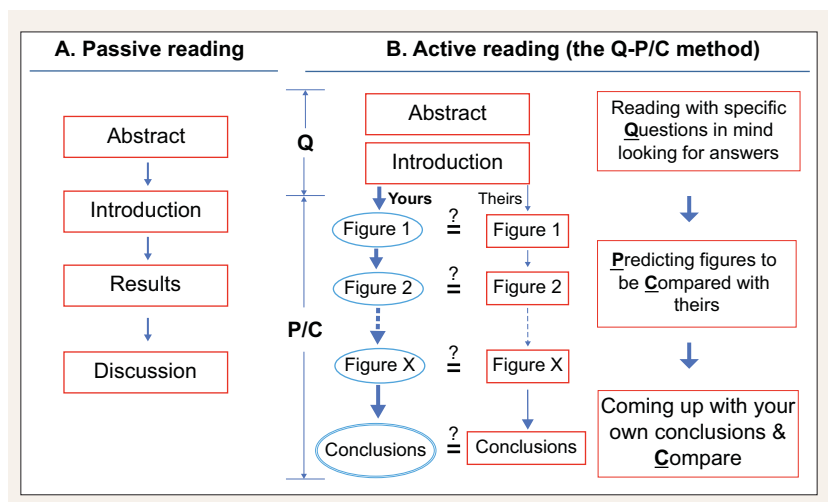 A. Passive reading
Abstract
Introduction
Results
Discussion
B. Active reading (the Q-P/C method)
Q
P/C
Abstract
Introduction
Yours
Theirs
Figure 1
?
=
Figure 1
Figure 2
?
=
Figure 2
Figure X
?
=
Figure X
Conclusions
?
=
Conclusions
Reading with specific
Questions in mind
looking for answers
Predicting figures to
be Compared with
theirs
Coming up with your
own conclusions &
Compare